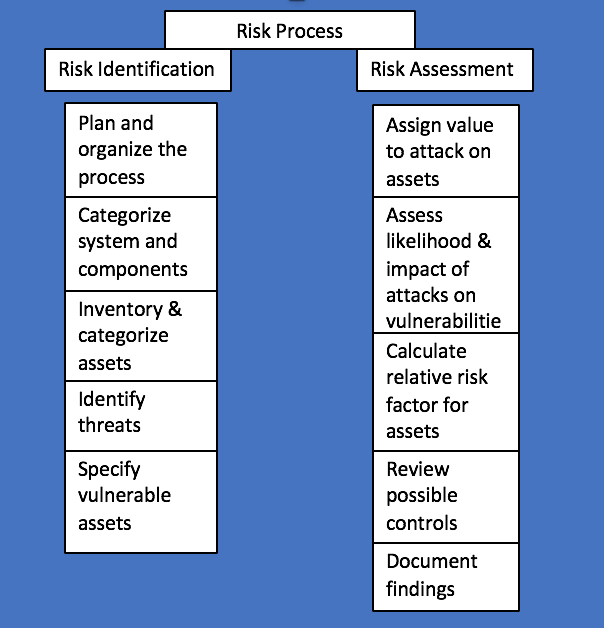 Risk Process
Risk Identification
Plan and
organize the
process
Categorize
system and
components
Inventory &
categorize
assets
Identify
threats
Specify
vulnerable
assets
Risk Assessment
Assign value
to attack on
assets
Assess
likelihood &
impact of
attacks on
vulnerabilitie
Calculate
relative risk
factor for
assets
Review
possible
controls
Document
findings